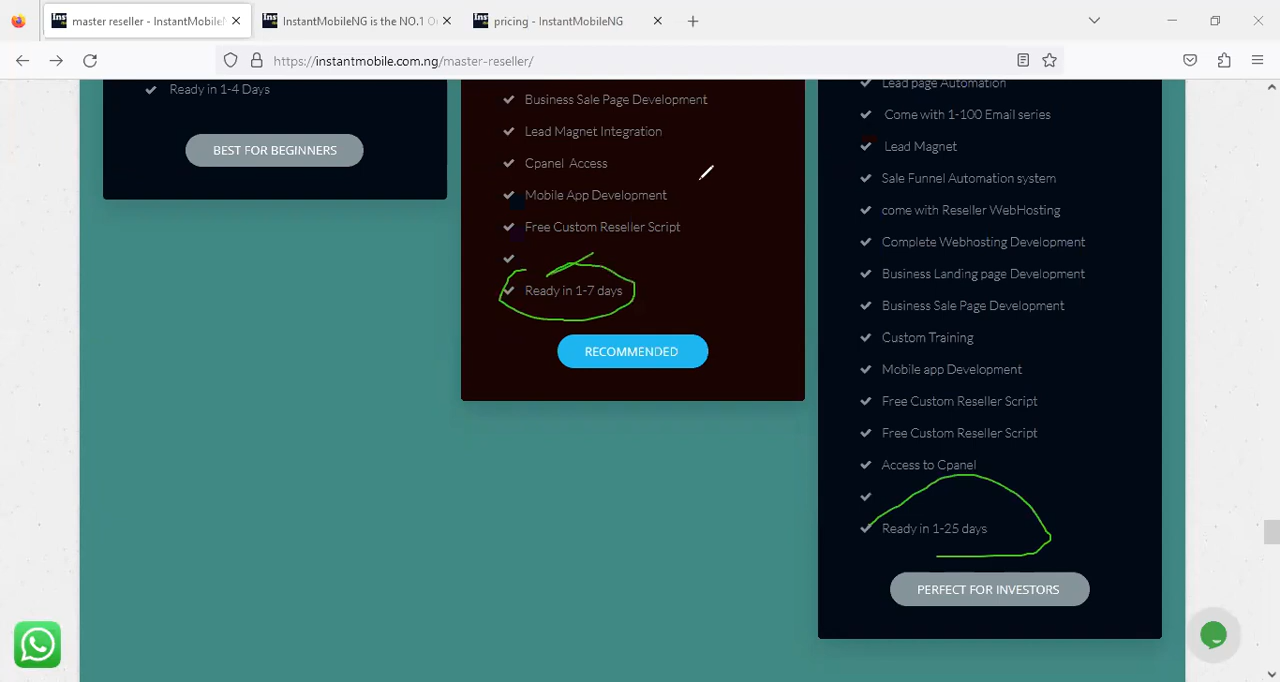 master reseller - InstantMobileN
InstantMobileNG is the NO.1 O
pricing - InstantMobileNG
https://instantmobile.com.ng/master-reseller/
Ready in 1-4 Days
BEST FOR BEGINNERS
Business Sale Page Development
Lead Magnet Integration
Cpanel Access
Mobile App Development
Free Custom Reseller Script
Ready in 1-7 days
RECOMMENDED
Lead page Automation
Come with 1-100 Email series
Lead Magnet
Sale Funnel Automation system
come with Reseller WebHosting
Complete Webhosting Development
Business Landing page Development
Business Sale Page Development
Custom Training
Mobile app Development
Free Custom Reseller Script
Free Custom Reseller Script
Access to Cpanel
Ready in 1-25 days
PERFECT FOR INVESTORS